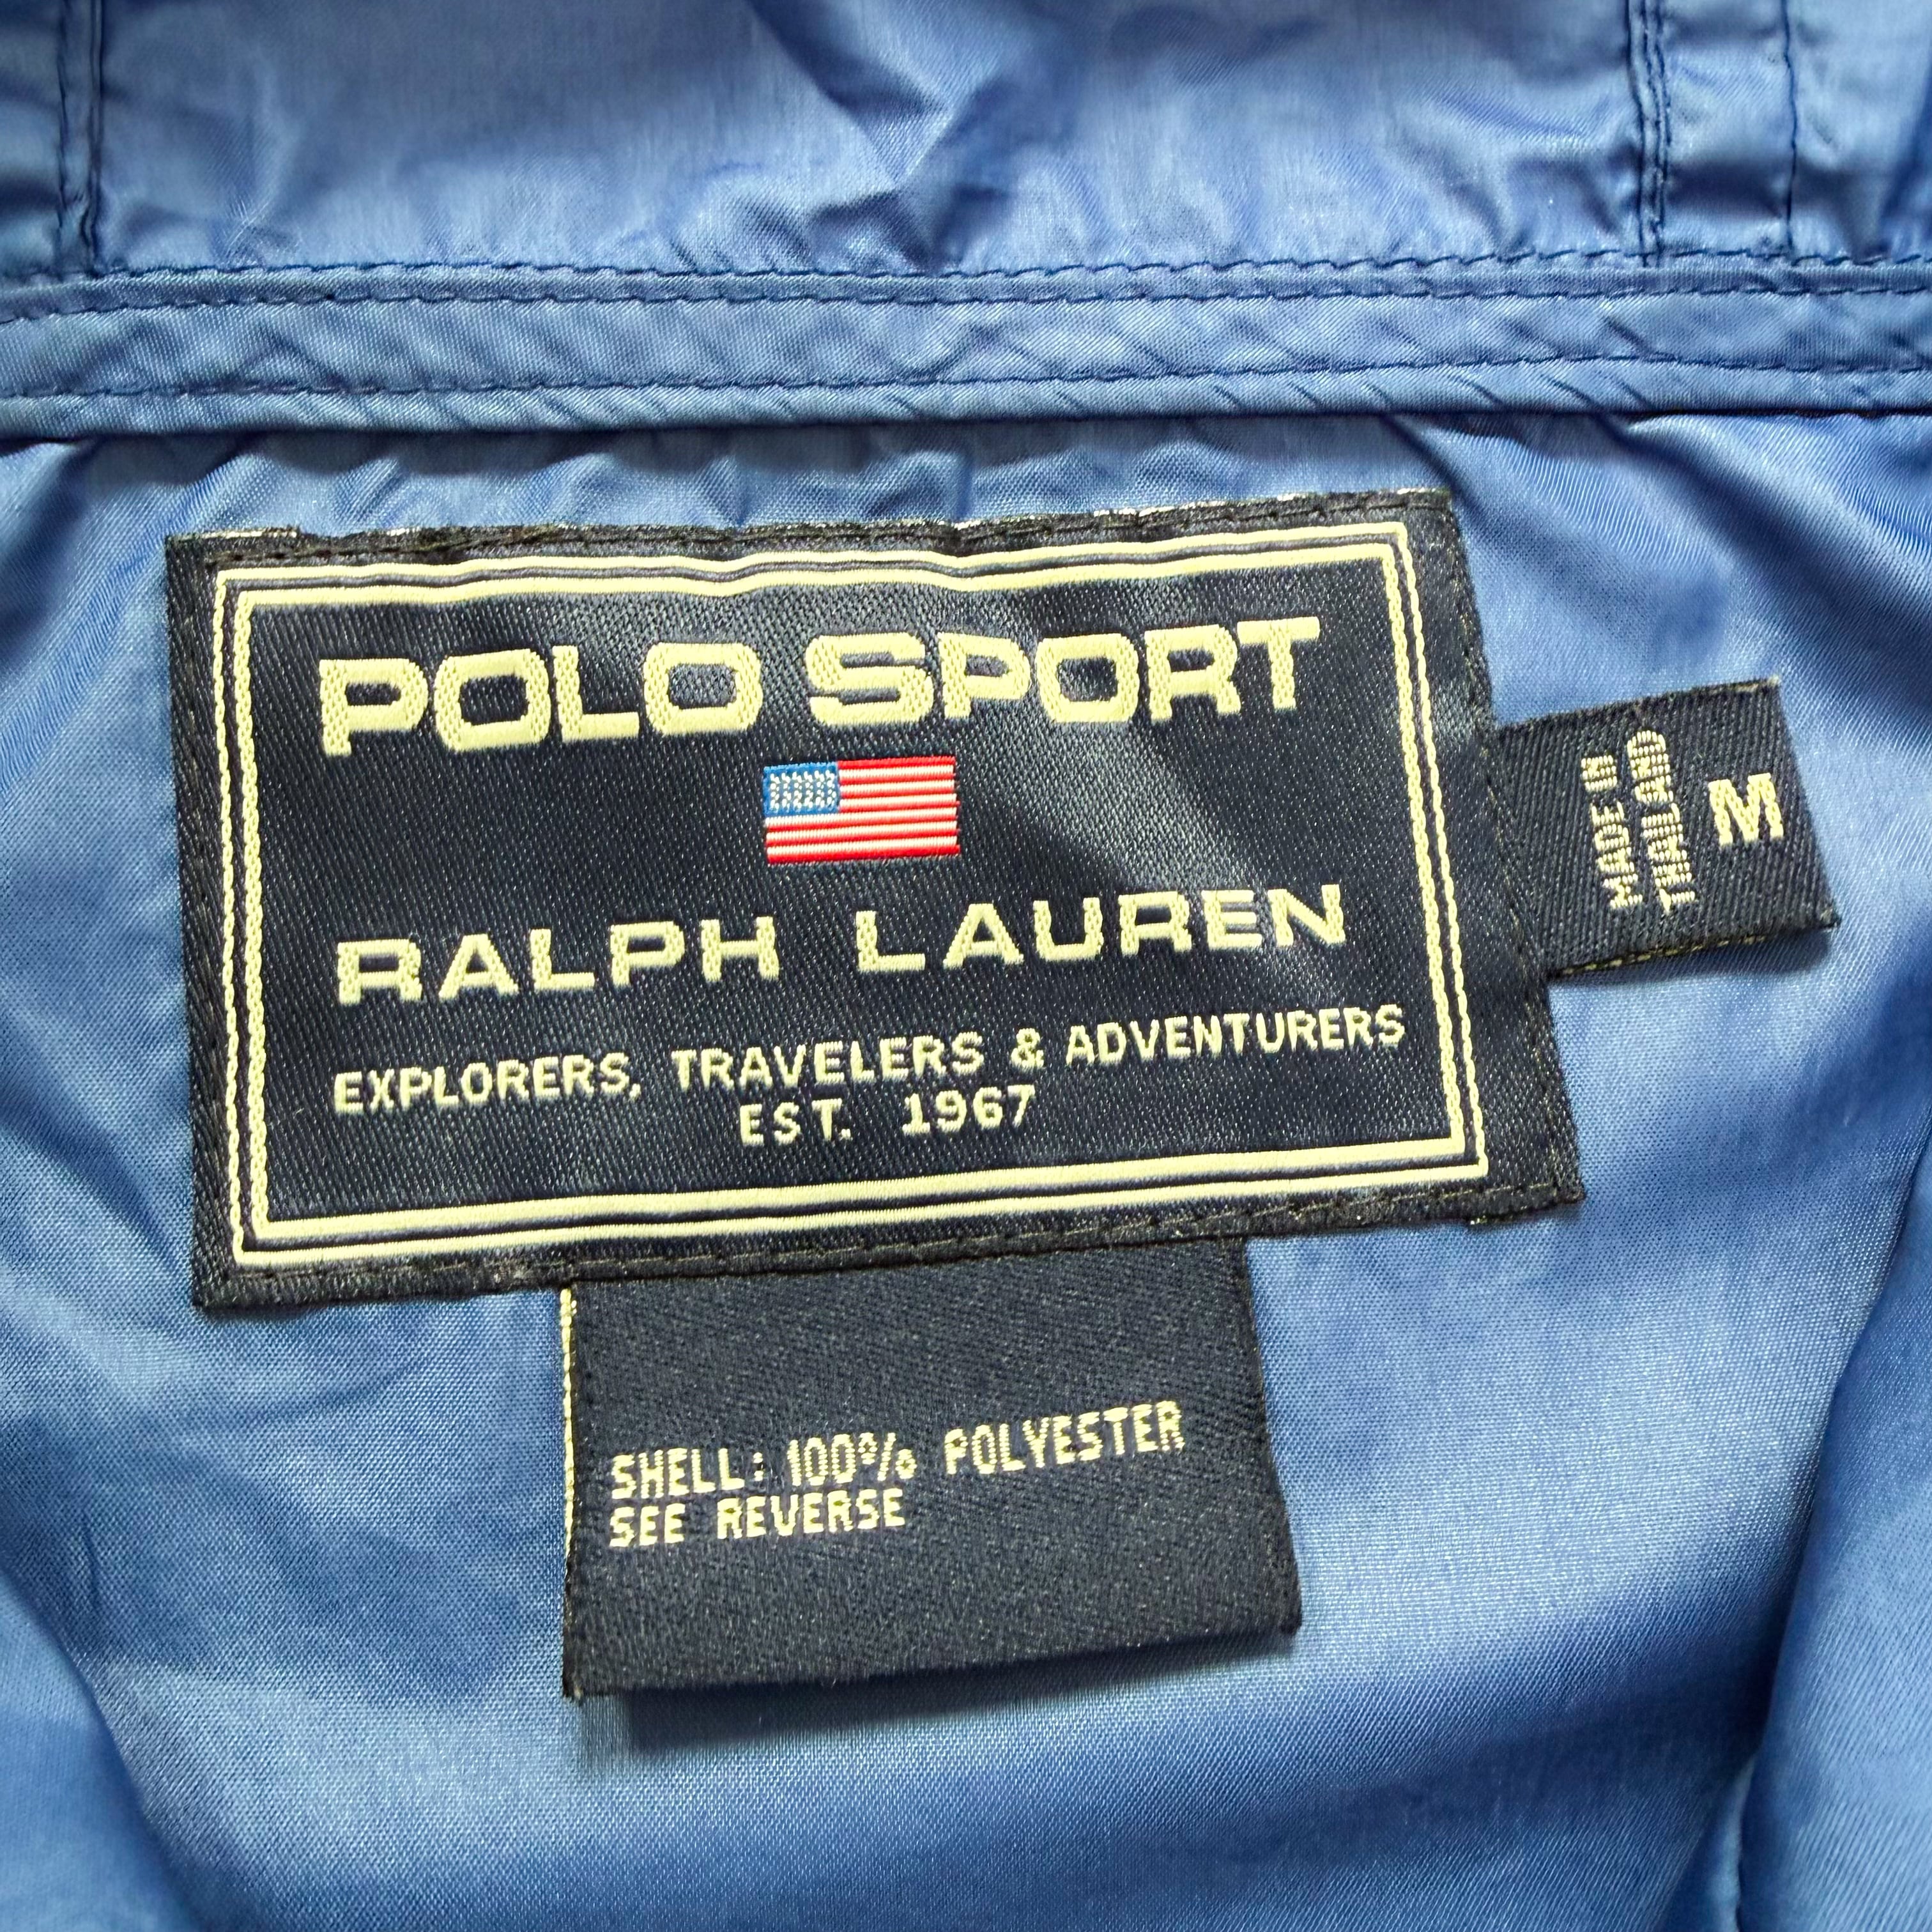 POLO SPORT
RALPH LAUREN
EXPLORERS, TRAVELERS & ADVENTURERS
EST. 1967
MADE IN
THAILAND
M
SHELL: 100% POLYESTER
SEE REVERSE